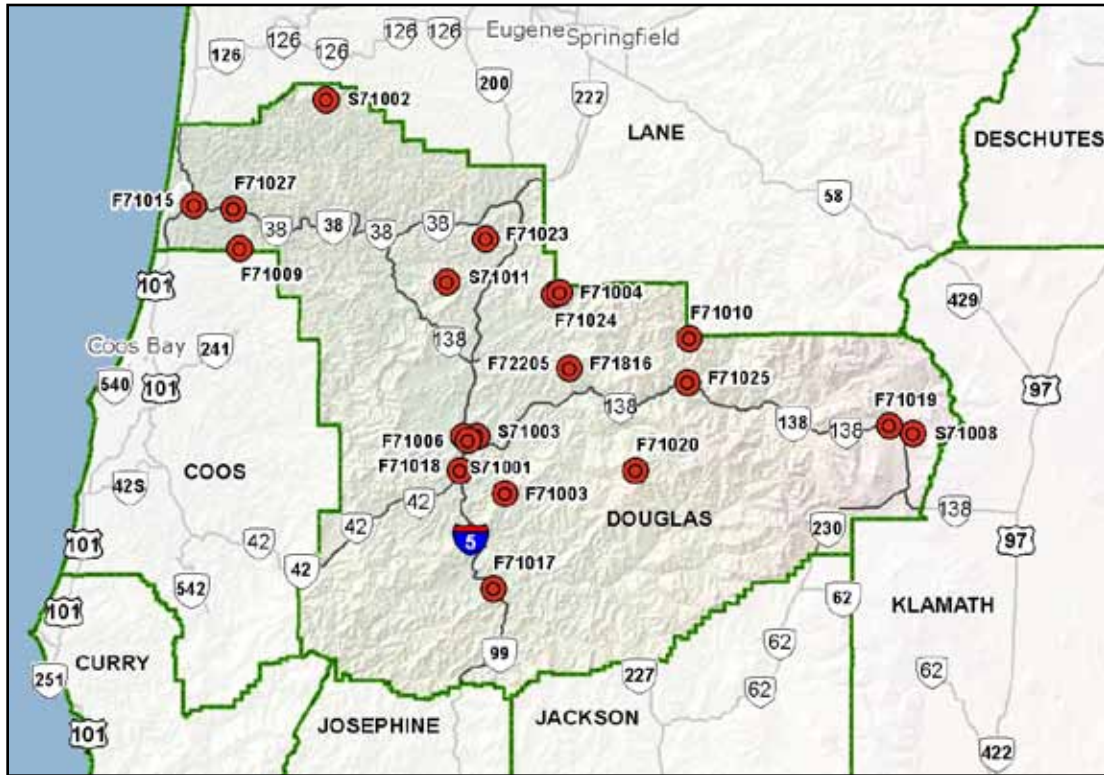 126 126 126 126
Eugene
Springfield
126
200
222
S71002
LANE
DESCHUTES
F71027
F71015
58
38 38 38 38
F71023
F71009
S71011
101
F71004
429
F71024
F71010
Coos Bay
241
138
F72205 F71816
540
101
F71025
97
138
F71019
138
138
F71006
S71003
S71008
F71020
F71018 S71001
COOS
42S
42
F71003
DOUGLAS
138
42
230
5
101
42
97
42
F71017
542
62
KLAMATH
101
62
CURRY
99
251
227
62
62
JOSEPHINE
JACKSON
101
422